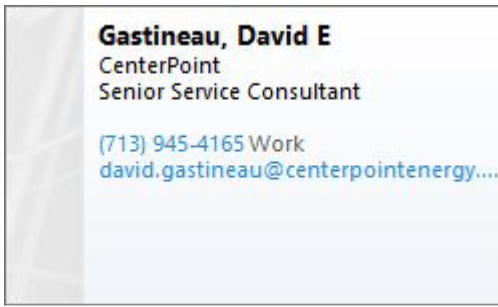 Gastineau, David E
CenterPoint
Senior Service Consultant
(713) 945-4165 Work
david.gastineau@centerpointenergy....